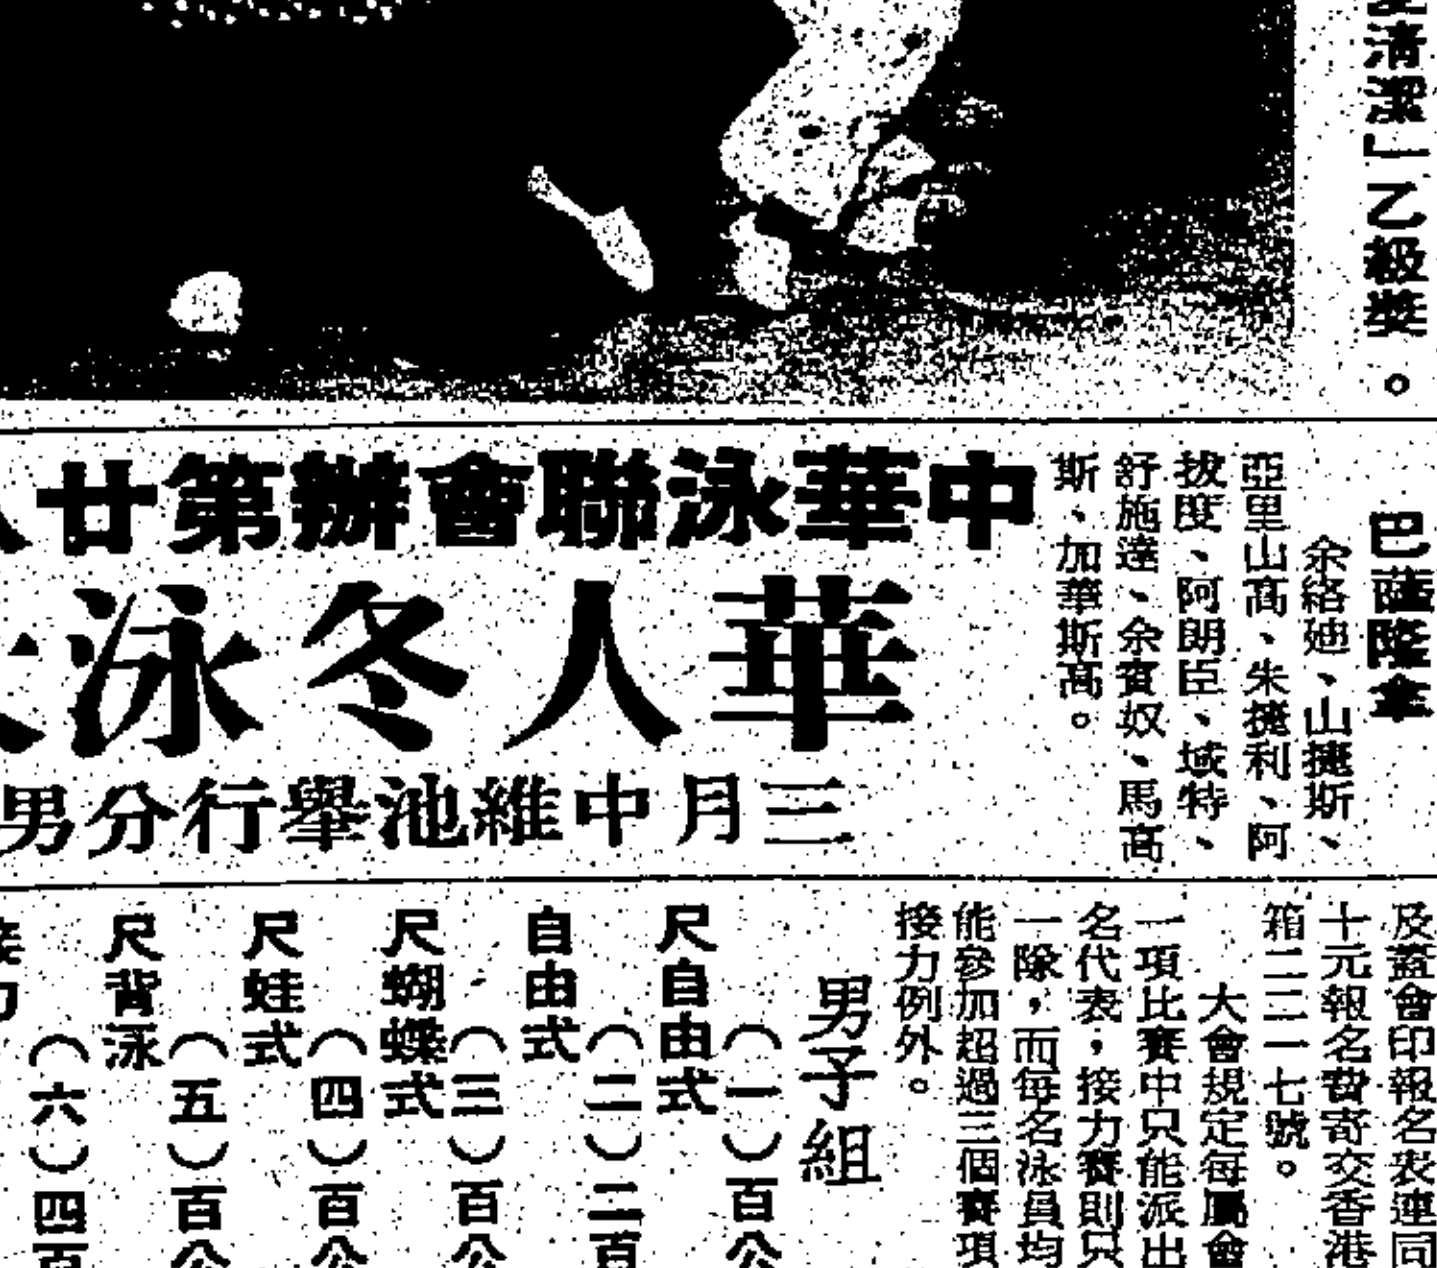 清潔」乙級獎。
巴薩隆拿
余絡廸、山㨗斯、
亞里山高、朱㨗利、阿
拔度、阿朗臣、域特、
舒施達、余賓奴、馬高
斯、加華斯高。
中華泳聯會辦第廿
華人冬泳
三月中維池舉行分男
及蓋會印報名表連同
十元報名費寄交香港
箱二二一七號。
大會規定每屬會
一項比賽中只能派出
名代表，接力賽則只
一隊，而每名泳員均
能參加超過三個賽項
接力例外。
男子組
（一）百公
尺自由式
（二）二百
自由式
（三）百公
尺蝴蝶式
（四）百公
尺蛙式
（五）百公
尺背泳
（六）四百